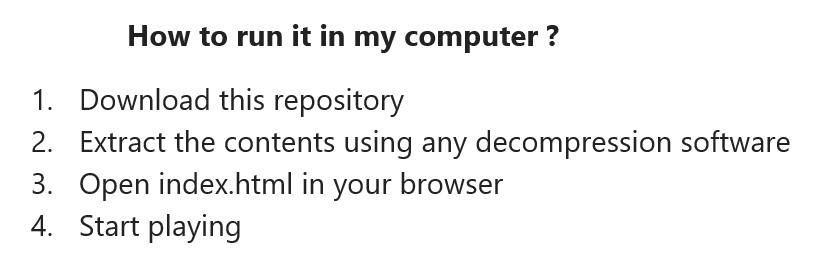 How to run it in my computer ?
1. Download this repository
2. Extract the contents using any decompression software
3. Open index.html in your browser
4. Start playing